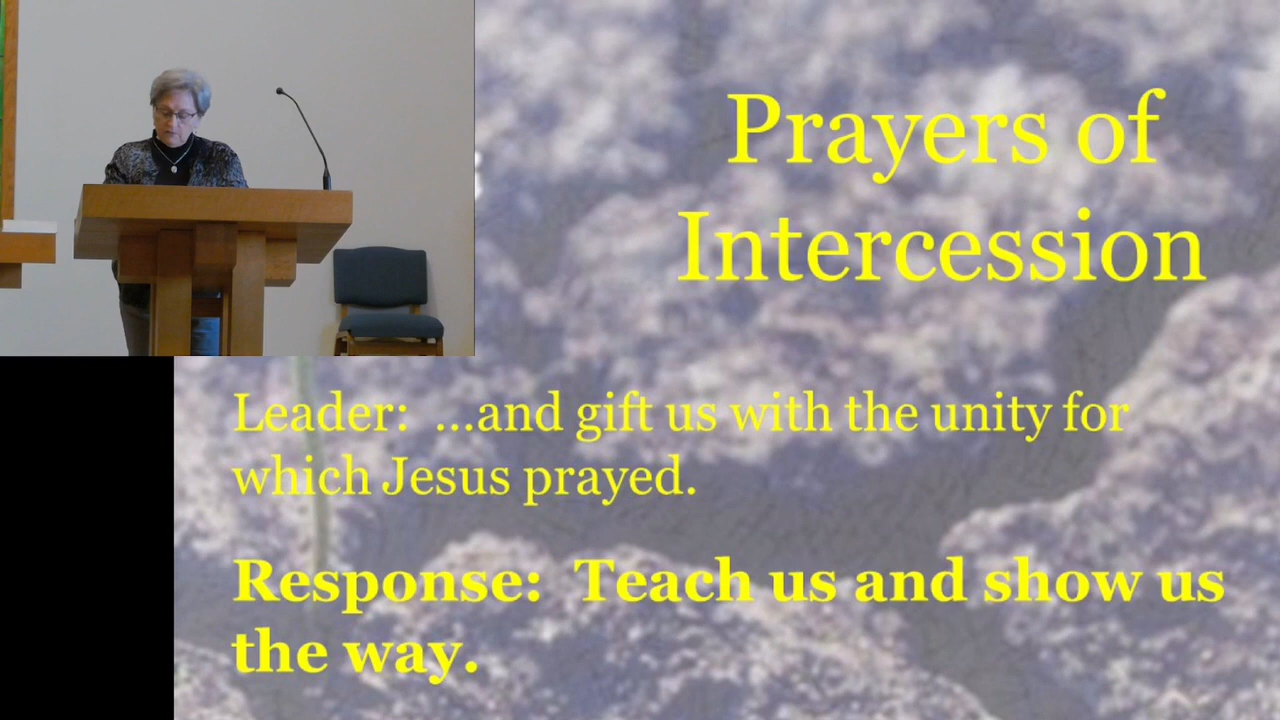 Prayers of
Intercession
Leader:  ...and gift us with the unity for
which Jesus prayed.
Response:  Teach us and show us
the way.